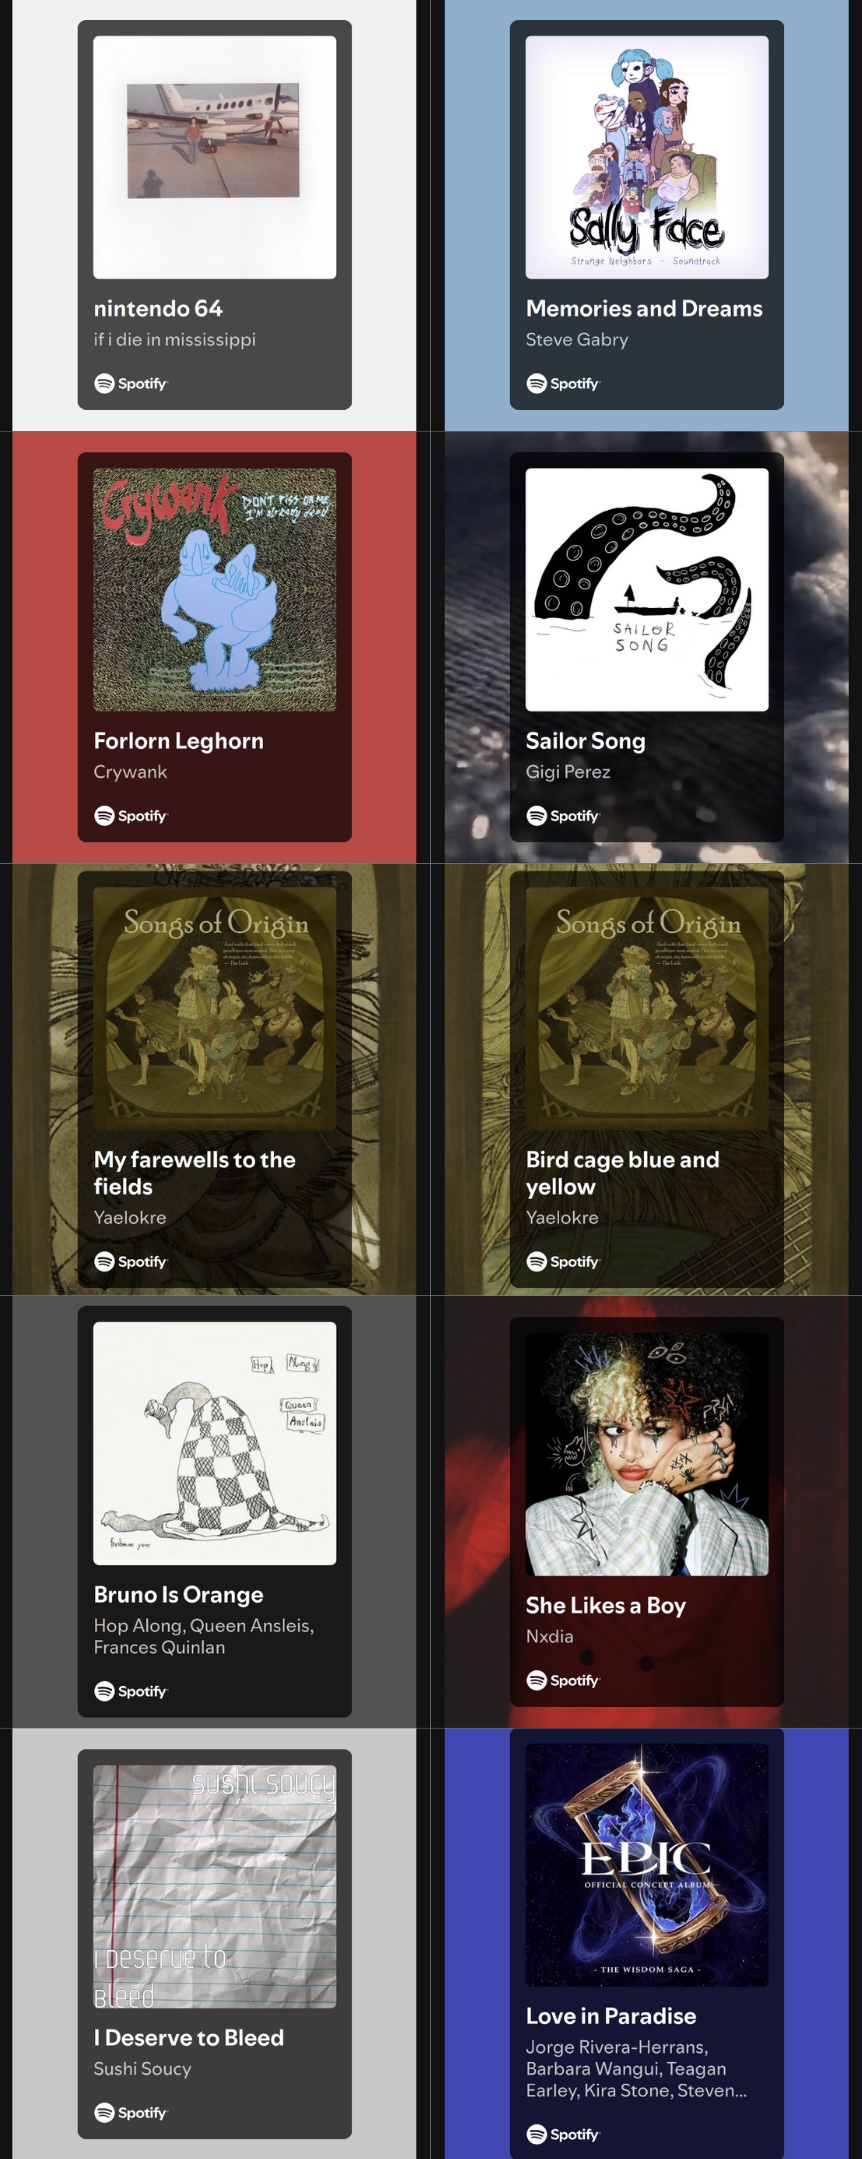 nintendo 64
if i die in mississippi
Spotify
Sally Face
Strange Neighbors - Soundtrack
Memories and Dreams
Steve Gabry
Spotify
Crywank
DON'T PISS ON ME
I'm already dead
Forlorn Leghorn
Crywank
Spotify
SAILOR
SONG
Sailor Song
Gigi Perez
Spotify
Songs of Origin
My farewells to the
fields
Yaelokre
Spotify
Songs of Origin
Bird cage blue and
yellow
Yaelokre
Spotify
Hop Along
Queen
Ansleis
freshman year
Bruno Is Orange
Hop Along, Queen Ansleis,
Frances Quinlan
Spotify
She Likes a Boy
Nxdia
Spotify
sushi soucy
I Deserve to
Bleed
I Deserve to Bleed
Sushi Soucy
Spotify
EPIC
OFFICIAL CONCEPT ALBUM
- THE WISDOM SAGA -
Love in Paradise
Jorge Rivera-Herrans,
Barbara Wangui, Teagan
Earley, Kira Stone, Steven...
Spotify